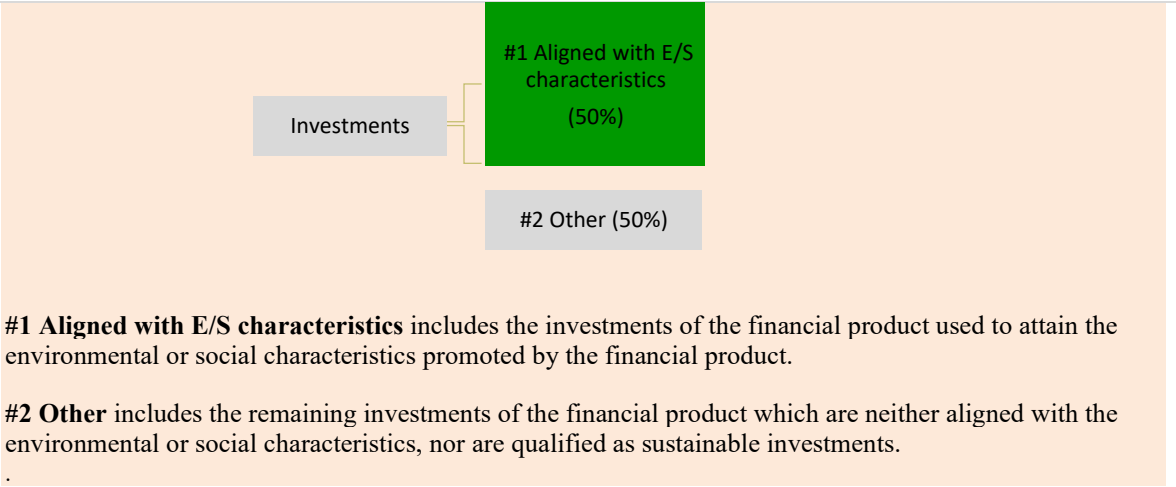 #1 Aligned with E/S
characteristics
(50%)
Investments
#2 Other (50%)
#1 Aligned with E/S characteristics includes the investments of the financial product used to attain the
environmental or social characteristics promoted by the financial product.
#2 Other includes the remaining investments of the financial product which are neither aligned with the
environmental or social characteristics, nor are qualified as sustainable investments.
.